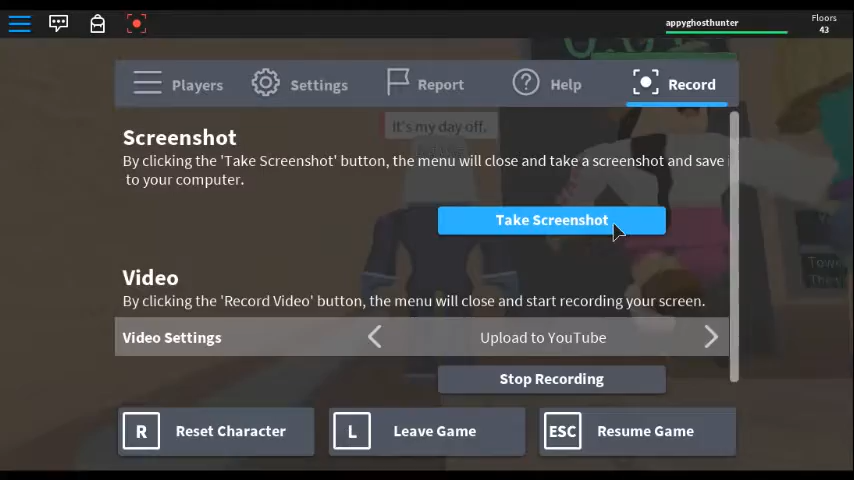 appyghosthunter
Floors
43
Players
Settings
Report
Help
Record
it's my day off.
Screenshot
By clicking the 'Take Screenshot' button, the menu will close and take a screenshot and save
to your computer.
Take Screenshot
Video
By clicking the 'Record Video' button, the menu will close and start recording your screen.
Video Settings
Upload to YouTube
Stop Recording
R
Reset Character
L
Leave Game
ESC
Resume Game